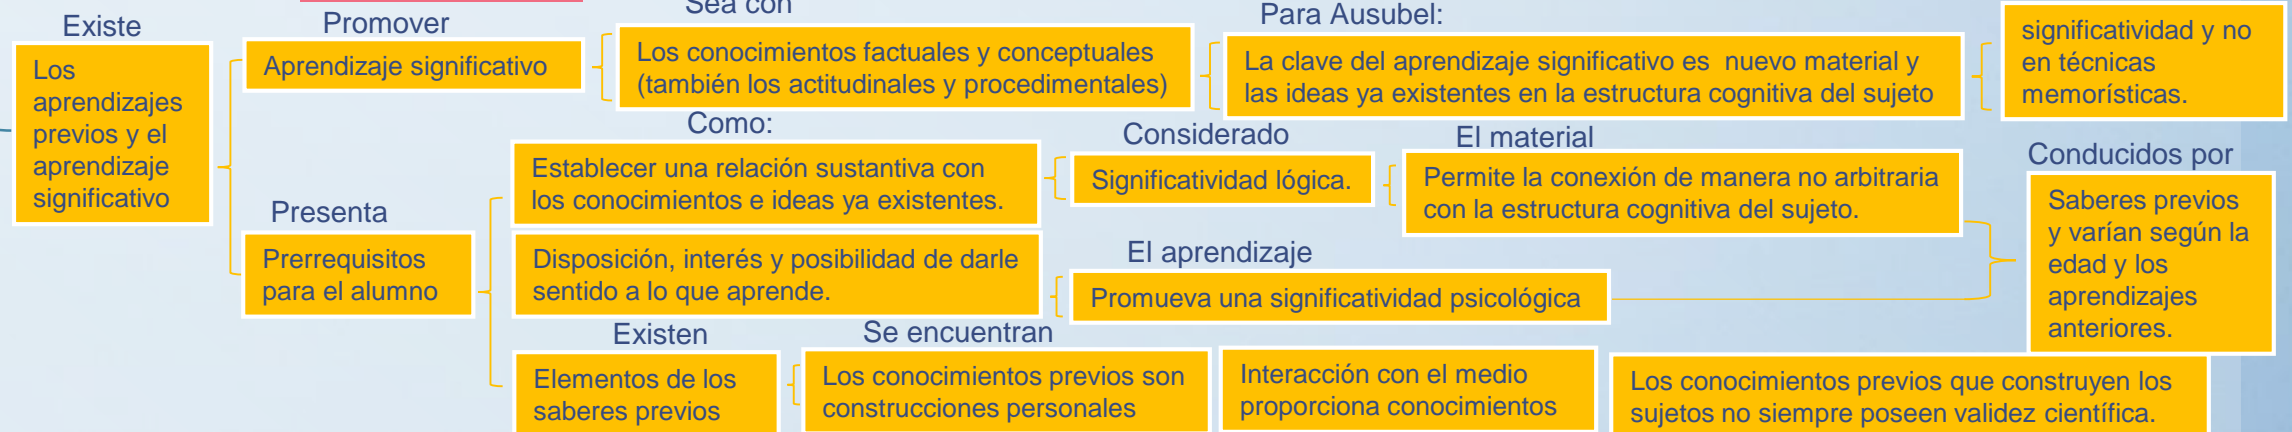 Existe
Los
aprendizajes
previos y el
aprendizaje
significativo
Promover
Aprendizaje significativo
Sea con
Los conocimientos factuales y conceptuales
(también los actitudinales y procedimentales)
Para Ausubel:
La clave del aprendizaje significativo es nuevo material y
las ideas ya existentes en la estructura cognitiva del sujeto
significatividad y no
en técnicas
memorísticas.
Presenta
Prerrequisitos
para el alumno
Como:
Establecer una relación sustantiva con
los conocimientos e ideas ya existentes.
Considerado
Significatividad lógica.
El material
Permite la conexión de manera no arbitraria
con la estructura cognitiva del sujeto.
Disposición, interés y posibilidad de darle
sentido a lo que aprende.
El aprendizaje
Promueva una significatividad psicológica
Conducidos por
Saberes previos
y varían según la
edad y los
aprendizajes
anteriores.
Existen
Elementos de los
saberes previos
Se encuentran
Los conocimientos previos son
construcciones personales
Interacción con el medio
proporciona conocimientos
Los conocimientos previos que construyen los
sujetos no siempre poseen validez científica.